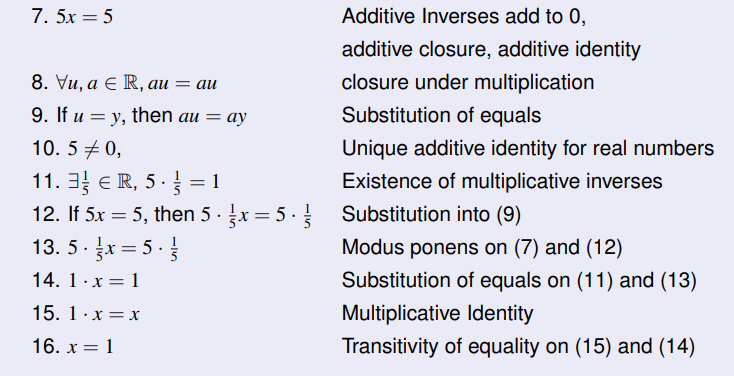 7. 5x = 5 Additive Inverses add to 0,
additive closure, additive identity
8. ∀u, a ∈ ℝ, au = au closure under multiplication
9. If u = y, then au = ay Substitution of equals
10. 5 ≠ 0, Unique additive identity for real numbers
11. ∃1/5 ∈ ℝ, 5 · 1/5 = 1 Existence of multiplicative inverses
12. If 5x = 5, then 5 · 1/5x = 5 · 1/5 Substitution into (9)
13. 5 · 1/5x = 5 · 1/5 Modus ponens on (7) and (12)
14. 1 · x = 1 Substitution of equals on (11) and (13)
15. 1 · x = x Multiplicative Identity
16. x = 1 Transitivity of equality on (15) and (14)